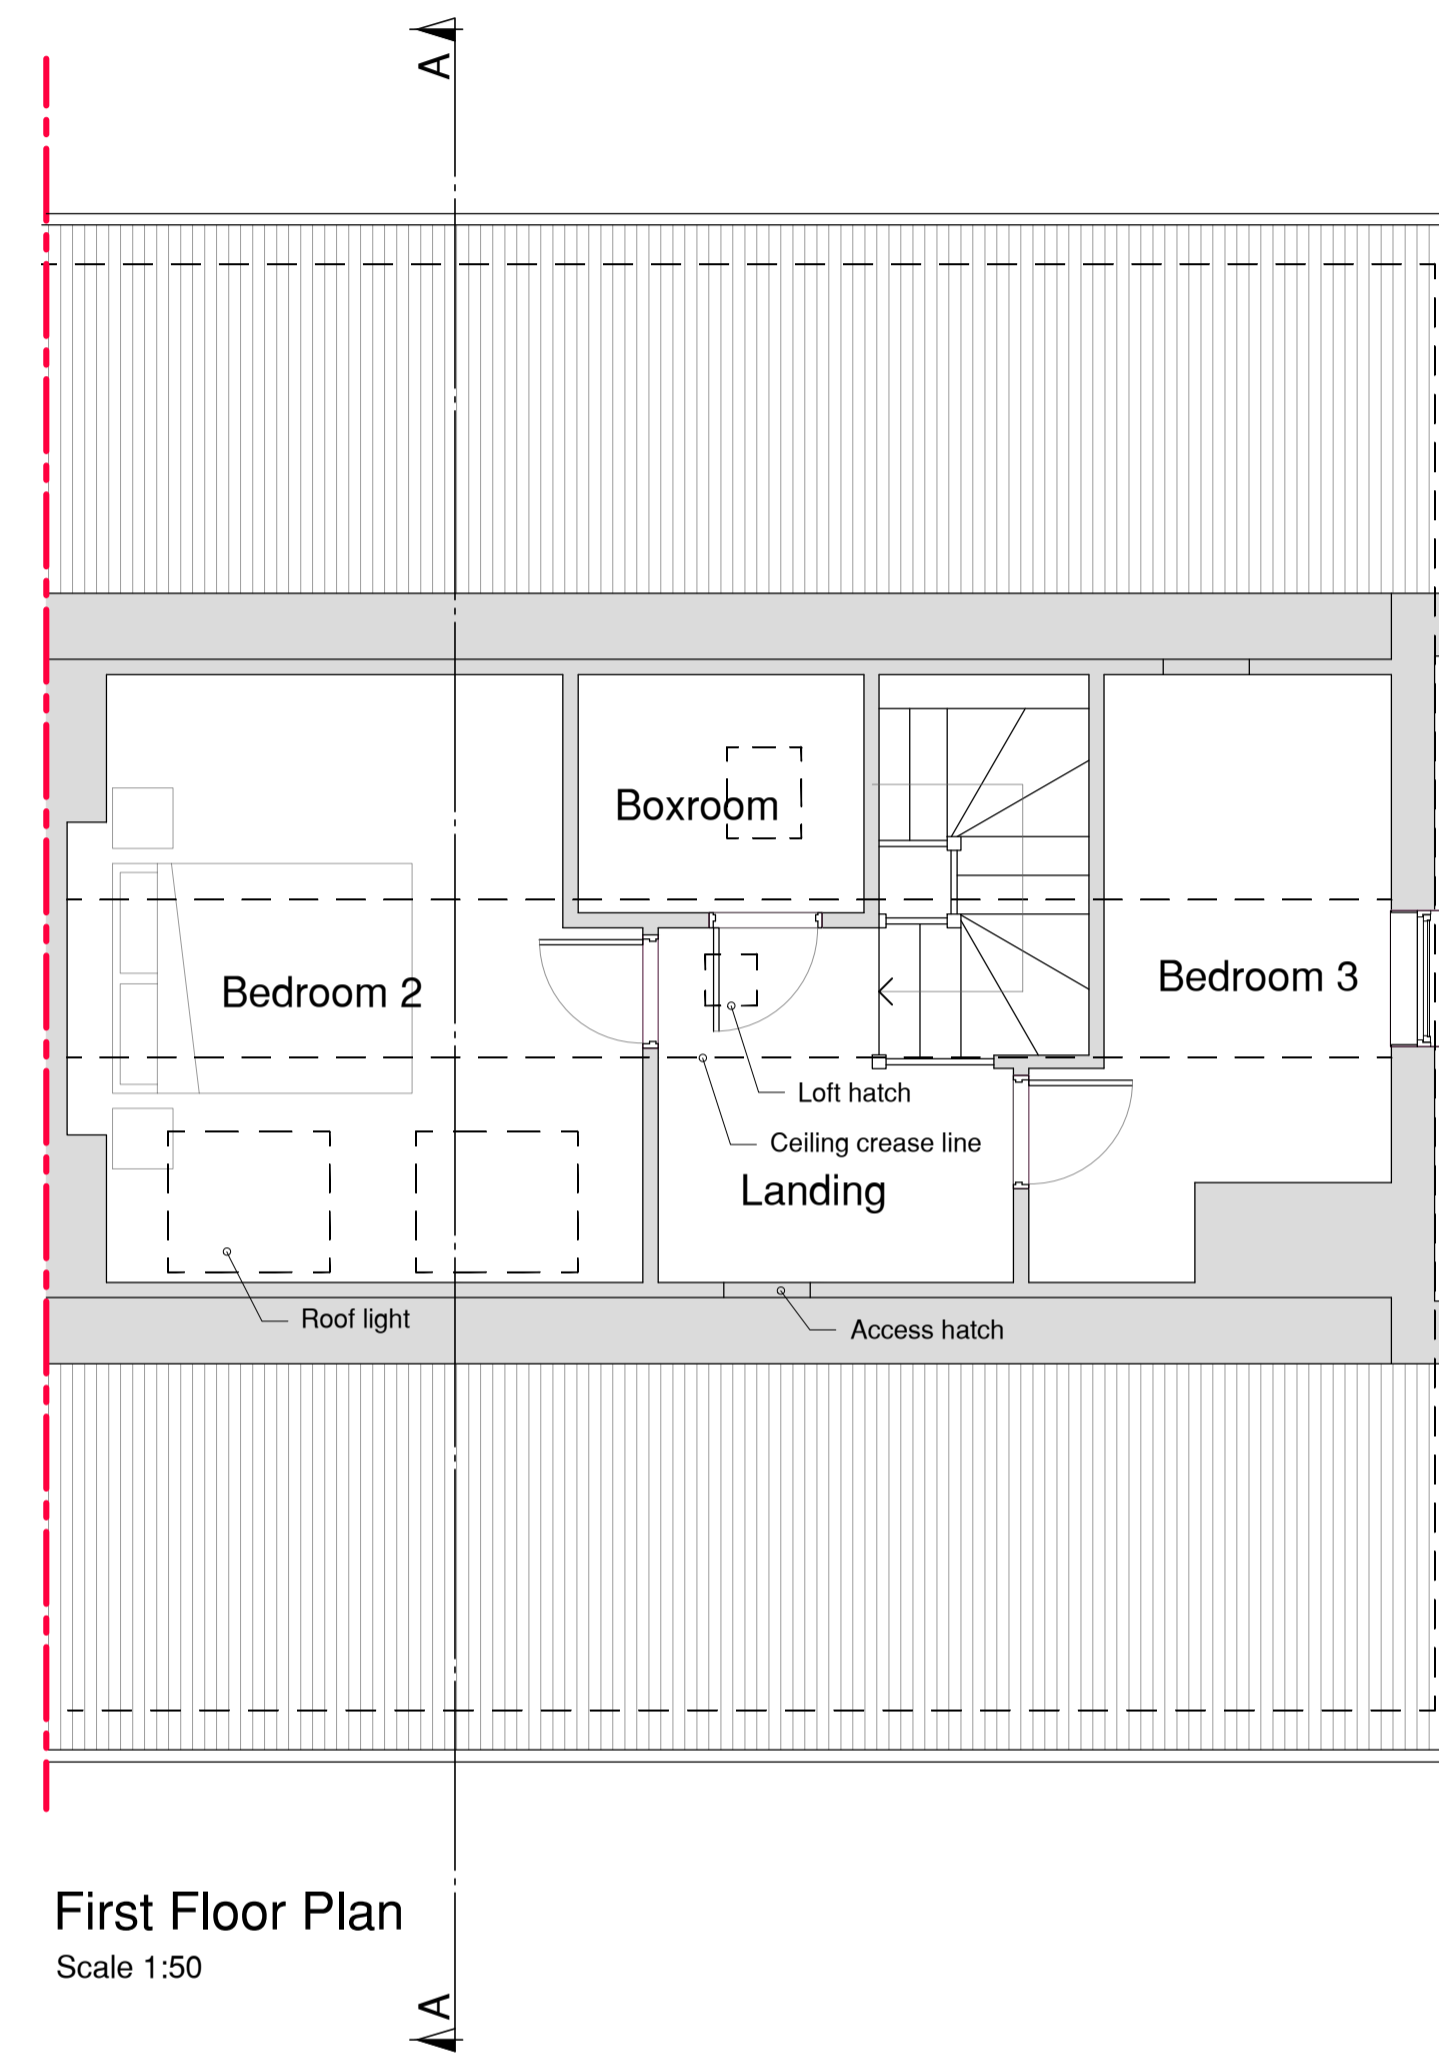 A
Boxroom
Bedroom 2
Bedroom 3
Loft hatch
Ceiling crease line
Landing
Roof light
Access hatch
First Floor Plan
Scale 1:50
A